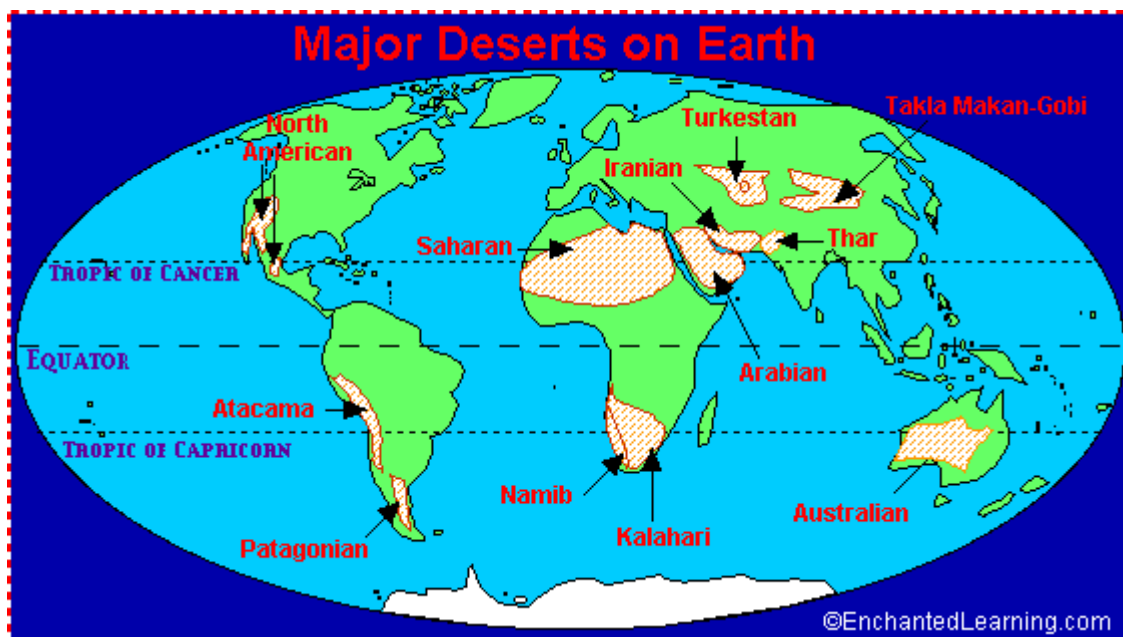 Major Deserts on Earth
North
American
Turkestan
Takla Makan-Gobi
Iranian
Saharan
Thar
Tropic of Cancer
Equator
Arabian
Atacama
Tropic of Capricorn
Namib
Kalahari
Australian
Patagonian
©EnchantedLearning.com